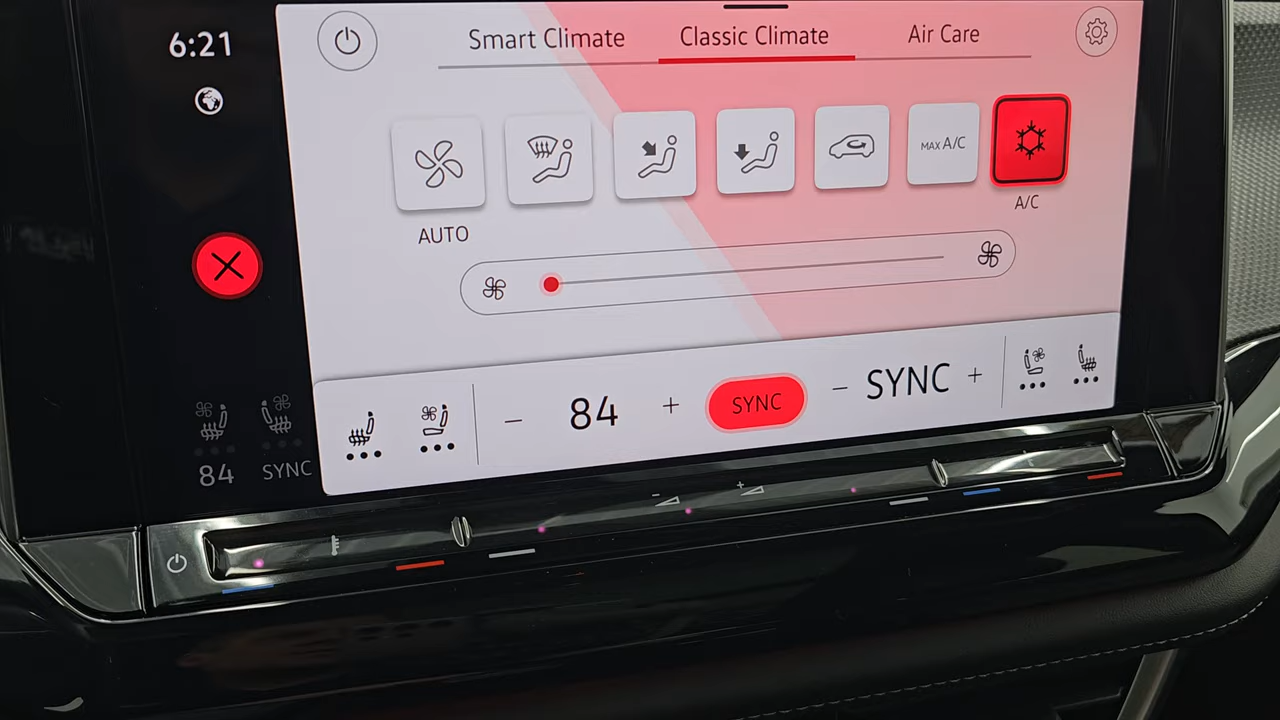 6:21
Smart Climate
Classic Climate
Air Care
MAX A/C
A/C
AUTO
84
SYNC
SYNC
84
SYNC